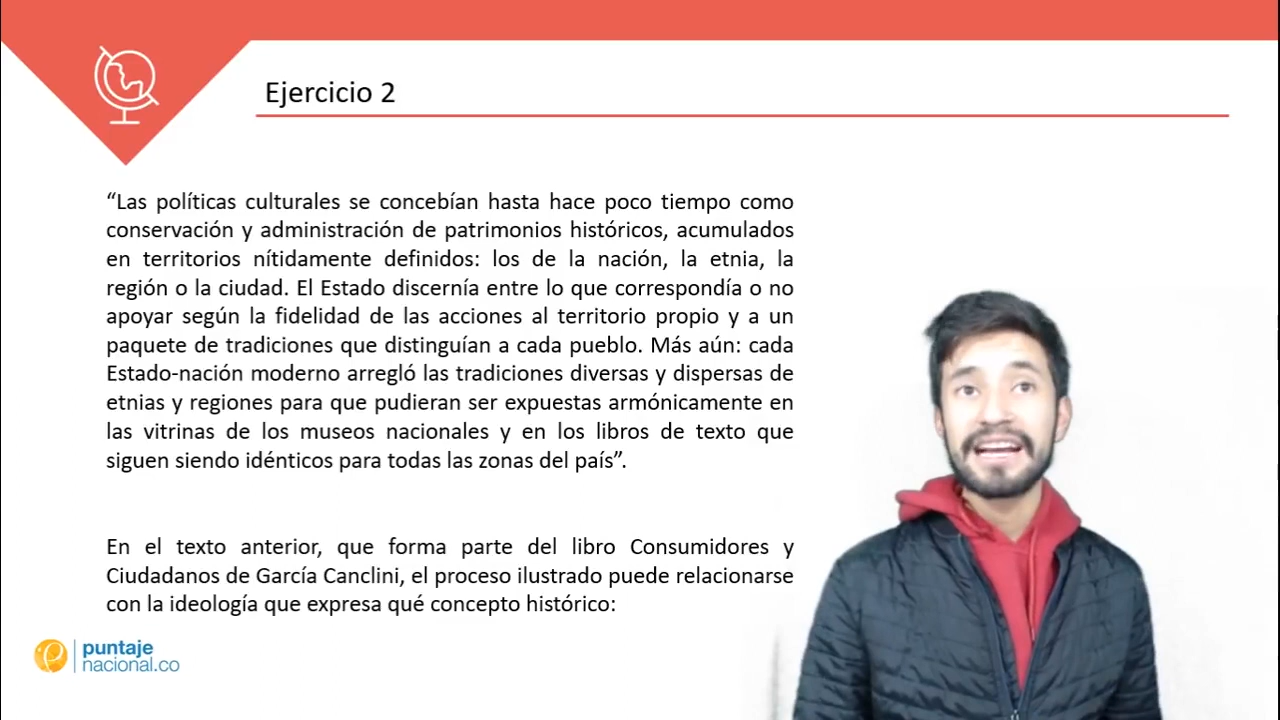 Ejercicio 2
“Las políticas culturales se concebían hasta hace poco tiempo como
conservación y administración de patrimonios históricos, acumulados
en territorios nítidamente definidos: los de la nación, la etnia, la
región o la ciudad. El Estado discernía entre lo que correspondía o no
apoyar según la fidelidad de las acciones al territorio propio y a un
paquete de tradiciones que distinguían a cada pueblo. Más aún: cada
Estado-nación moderno arregló las tradiciones diversas y dispersas de
etnias y regiones para que pudieran ser expuestas armónicamente en
las vitrinas de los museos nacionales y en los libros de texto que
siguen siendo idénticos para todas las zonas del país”.
En el texto anterior, que forma parte del libro Consumidores y
Ciudadanos de García Canclini, el proceso ilustrado puede relacionarse
con la ideología que expresa qué concepto histórico:
puntaje
nacional.co